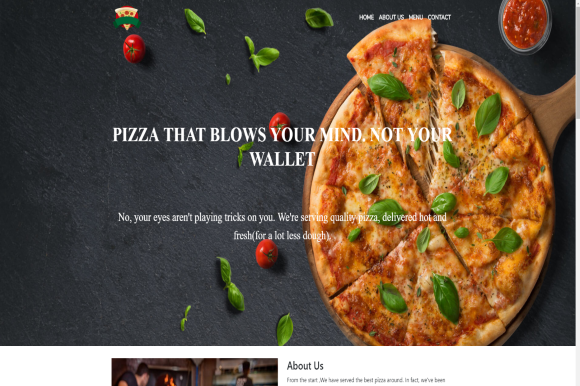 HOME ABOUT US MENU CONTACT
PIZZA THAT BLOWS YOUR MIND, NOT YOUR
WALLET
No, your eyes aren't playing tricks on you. We're serving quality pizza, delivered hot and
fresh(for a lot less dough).
About Us
From the start ,We have served the best pizza around. In fact, we've been